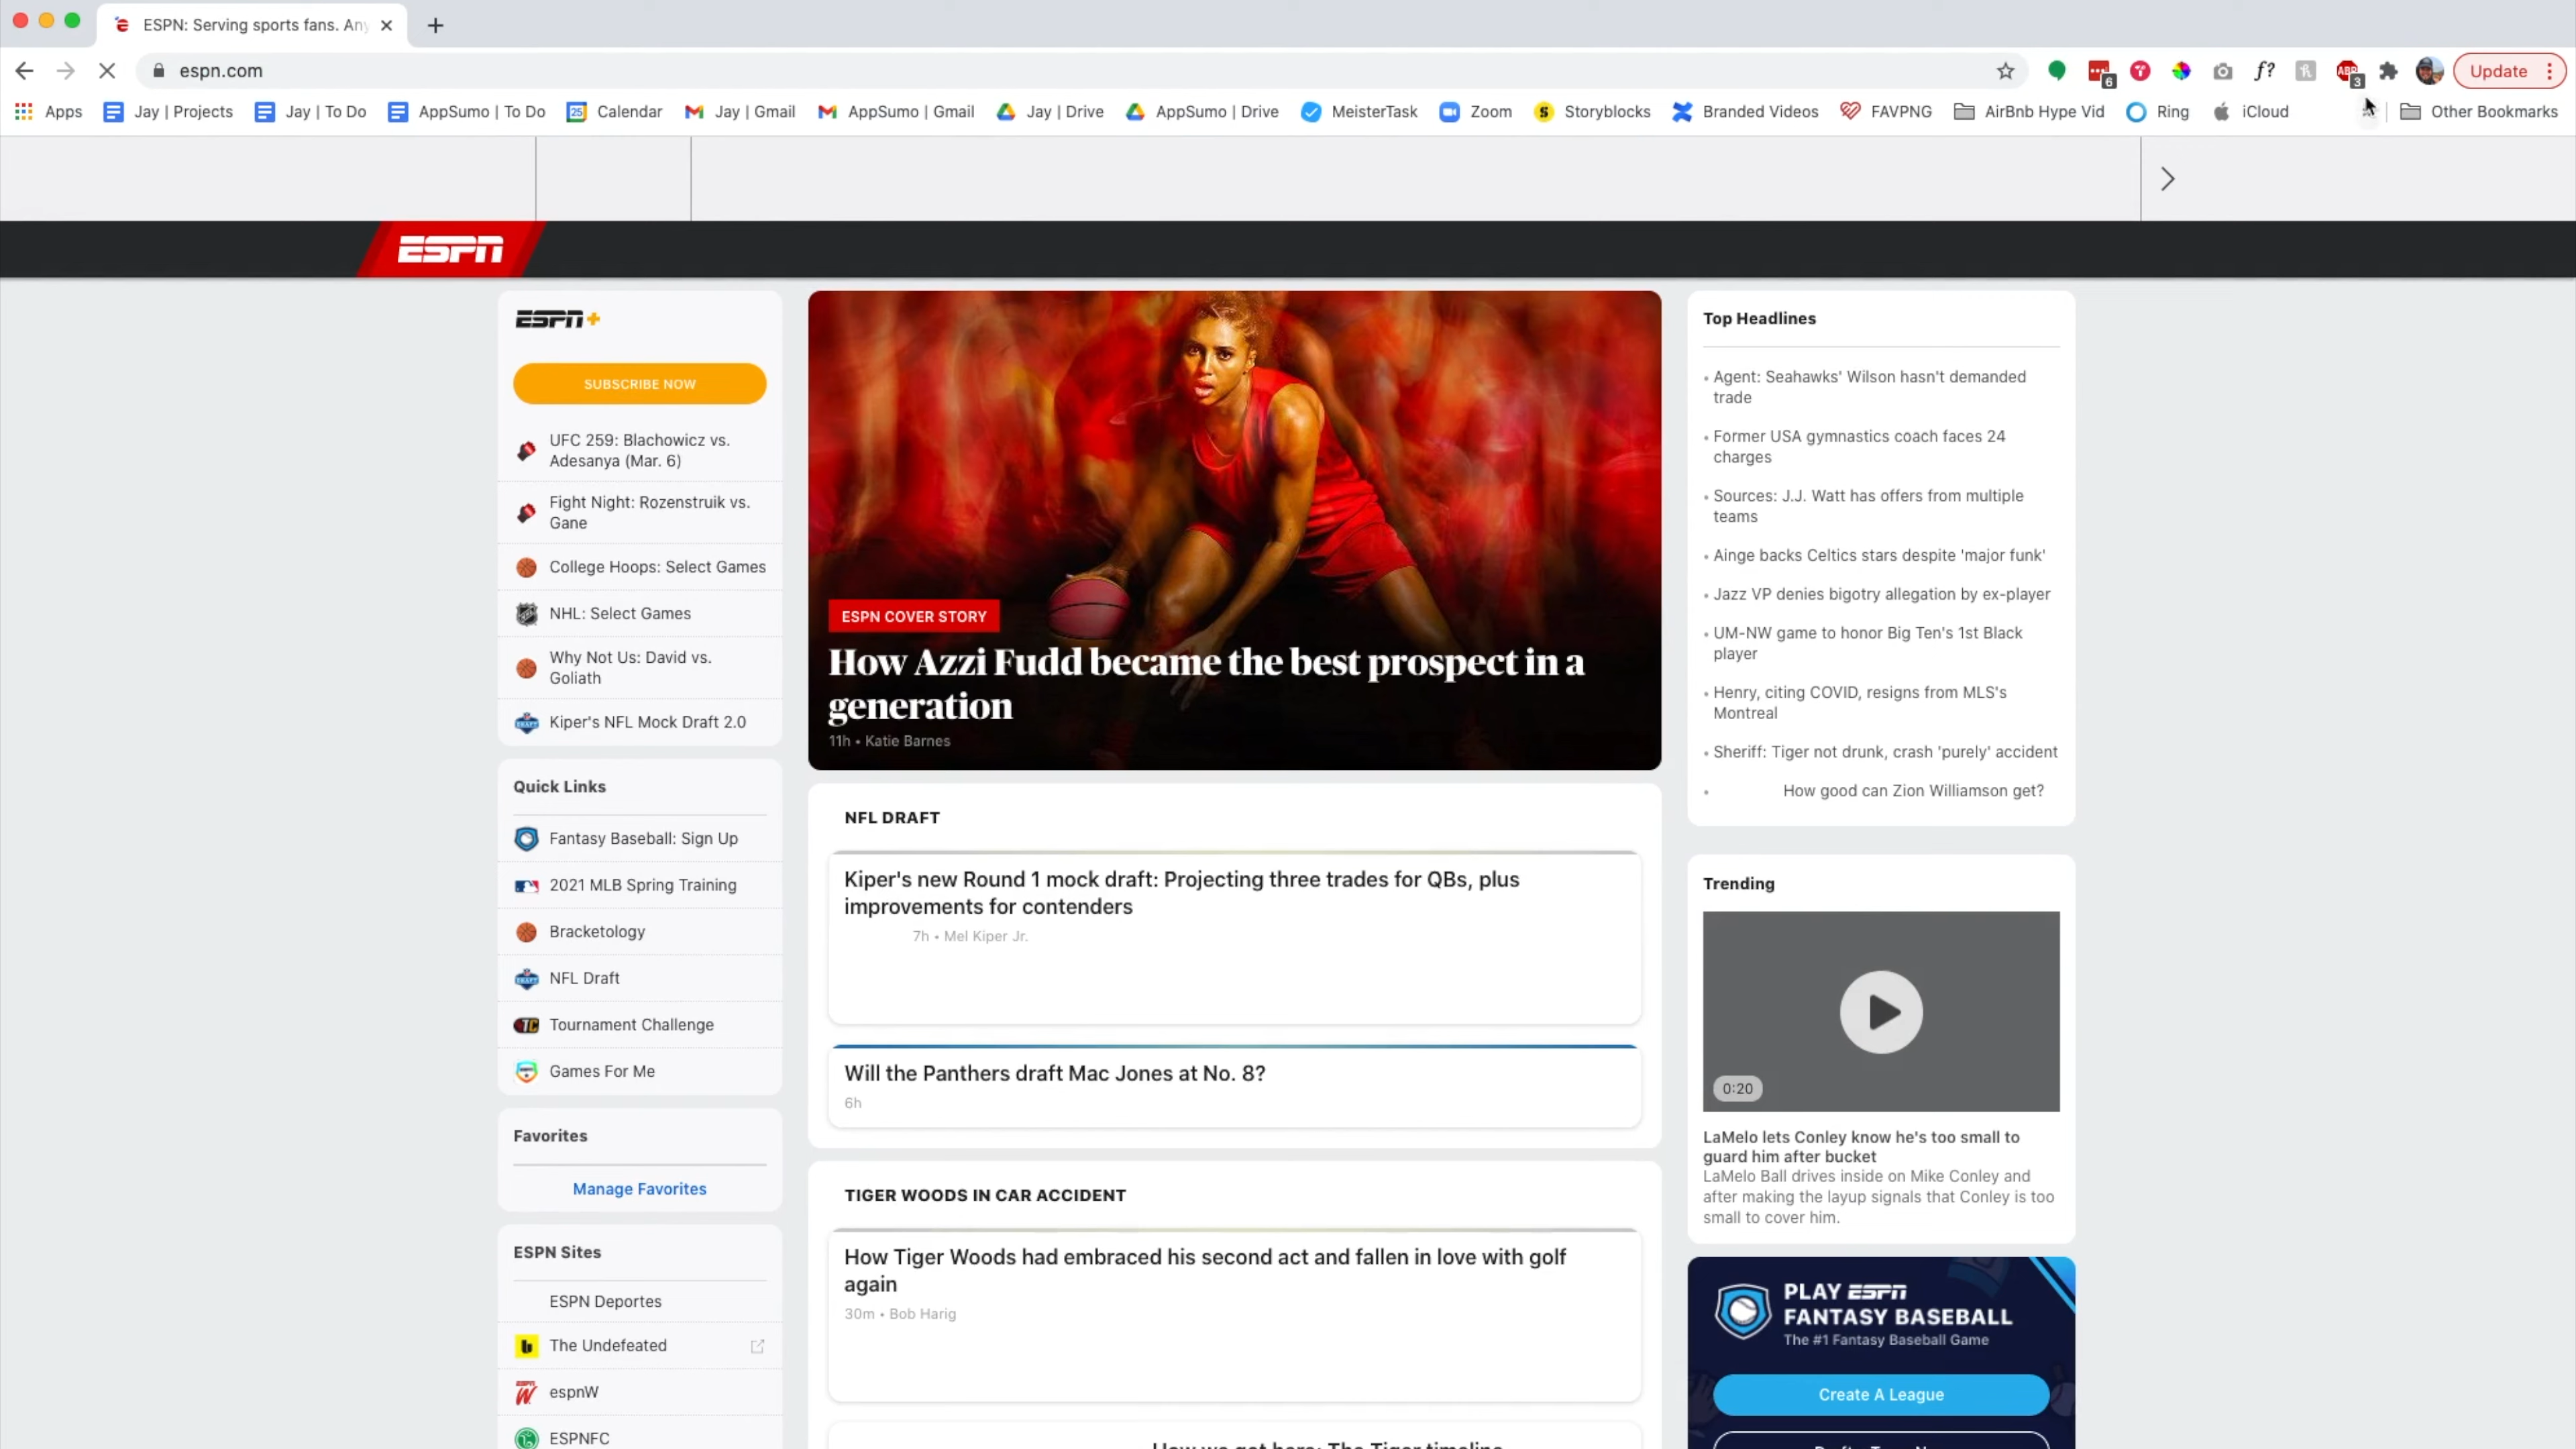 ESPN: Serving sports fans. Any
espn.com
6
f?
ABP
3
Update
Apps
Jay | Projects
Jay | To Do
AppSumo | To Do
25
Calendar
Jay | Gmail
AppSumo | Gmail
Jay | Drive
AppSumo | Drive
MeisterTask
Zoom
S
Storyblocks
Branded Videos
FAVPNG
AirBnb Hype Vid
Ring
iCloud
Other Bookmarks
ESPN
ESPN+
SUBSCRIBE NOW
UFC 259: Blachowicz vs.
Adesanya (Mar. 6)
Fight Night: Rozenstruik vs.
Gane
College Hoops: Select Games
NHL: Select Games
Why Not Us: David vs.
Goliath
Kiper's NFL Mock Draft 2.0
Quick Links
Fantasy Baseball: Sign Up
2021 MLB Spring Training
Bracketology
NFL Draft
TC
Tournament Challenge
Games For Me
Favorites
Manage Favorites
ESPN Sites
ESPN Deportes
The Undefeated
espnW
ESPNFC
ESPN COVER STORY
How Azzi Fudd became the best prospect in a
generation
11h • Katie Barnes
NFL DRAFT
Kiper's new Round 1 mock draft: Projecting three trades for QBs, plus
improvements for contenders
7h • Mel Kiper Jr.
Will the Panthers draft Mac Jones at No. 8?
6h
TIGER WOODS IN CAR ACCIDENT
How Tiger Woods had embraced his second act and fallen in love with golf
again
30m • Bob Harig
How we got here: The Tiger timeline
Top Headlines
• Agent: Seahawks' Wilson hasn't demanded
trade
• Former USA gymnastics coach faces 24
charges
• Sources: J.J. Watt has offers from multiple
teams
• Ainge backs Celtics stars despite 'major funk'
• Jazz VP denies bigotry allegation by ex-player
• UM-NW game to honor Big Ten's 1st Black
player
• Henry, citing COVID, resigns from MLS's
Montreal
• Sheriff: Tiger not drunk, crash 'purely' accident
• How good can Zion Williamson get?
Trending
0:20
LaMelo lets Conley know he's too small to
guard him after bucket
LaMelo Ball drives inside on Mike Conley and
after making the layup signals that Conley is too
small to cover him.
PLAY ESPN
FANTASY BASEBALL
The #1 Fantasy Baseball Game
Create A League